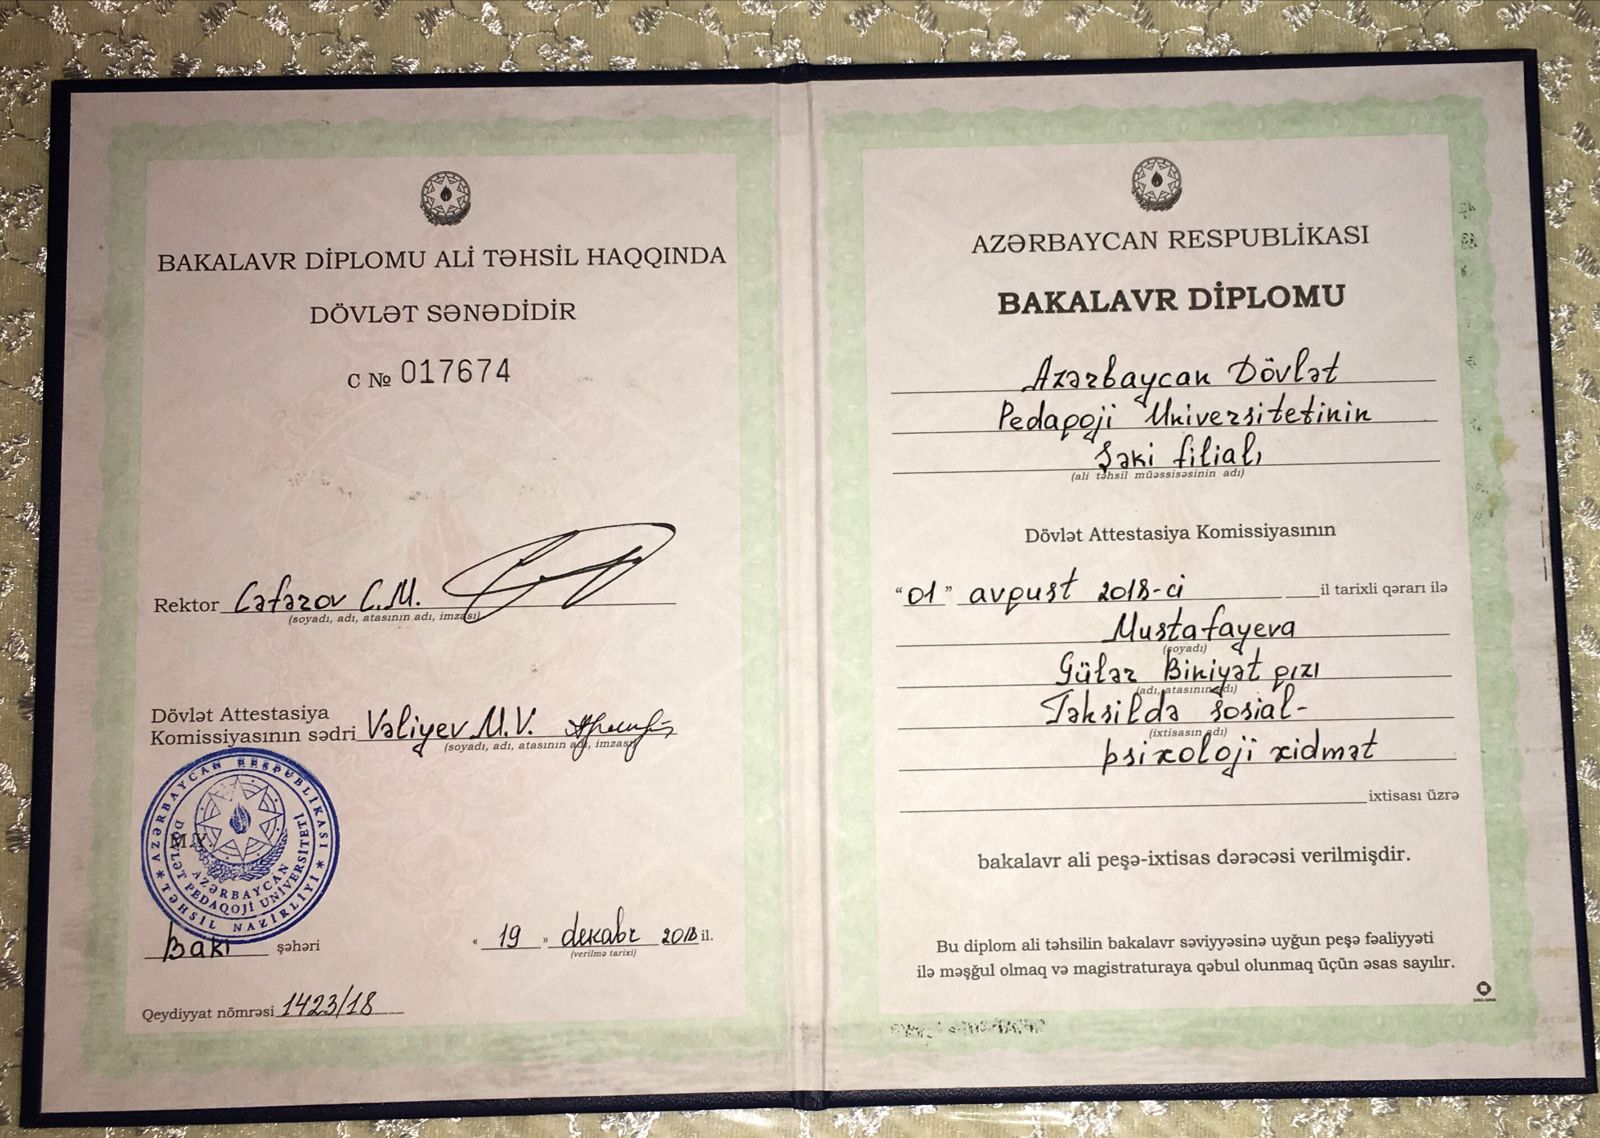 BAKALAVR DİPLOMU ALİ TƏHSİL HAQQINDA
DÖVLƏT SƏNƏDİDİR
C № 017674
Rektor Cəfərov C.M.
(soyadı, adı, atasının adı, imzası)
Dövlət Attestasiya
Komissiyasının sədri Vəliyev M.V.
(soyadı, adı, atasının adı, imzası)
AZƏRBAYCAN RESPUBLİKASI
TƏHSİL NAZİRLİYİ
AZƏRBAYCAN
DÖVLƏT PEDAQOJİ UNİVERSİTETİ
M.Y.
Bakı şəhəri
" 19 " dekabr 2018 il.
(verilmə tarixi)
Qeydiyyat nömrəsi 1423/18
AZƏRBAYCAN RESPUBLİKASI
BAKALAVR DİPLOMU
Azərbaycan Dövlət
Pedaqoji Universitetinin
Şəki filialı
(ali təhsil müəssisəsinin adı)
Dövlət Attestasiya Komissiyasının
"01" avqust 2018-ci il tarixli qərarı ilə
Mustafayeva
(soyadı)
Gülər Biniyət qızı
(adı, atasının adı)
Təhsildə sosial-
(ixtisasın adı)
psixoloji xidmət
ixtisası üzrə
bakalavr ali peşə-ixtisas dərəcəsi verilmişdir.
Bu diplom ali təhsilin bakalavr səviyyəsinə uyğun peşə fəaliyyəti
ilə məşğul olmaq və magistraturaya qəbul olunmaq üçün əsas sayılır.